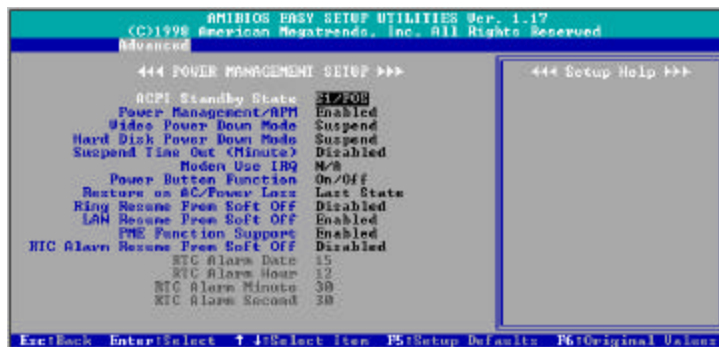 AMIBIOS EASY SETUP UTILITIES Ver. 1.17
(C)1998 American Megatrends, Inc. All Rights Reserved
Advanced
◄◄◄ POWER MANAGEMENT SETUP ►►►
◄◄◄ Setup Help ►►►
ACPI Standby State S1/POS
Power Management/APM Enabled
Video Power Down Mode Suspend
Hard Disk Power Down Mode Suspend
Suspend Time Out (Minute) Disabled
Modem Use IRQ N/A
Power Button Function On/Off
Restore on AC/Power Loss Last State
Ring Resume From Soft Off Disabled
LAN Resume From Soft Off Enabled
PME Function Support Enabled
RTC Alarm Resume From Soft Off Disabled
RTC Alarm Date 15
RTC Alarm Hour 12
RTC Alarm Minute 30
RTC Alarm Second 30
Esc:Back Enter:Select ↑ ↓:Select Item F5:Setup Defaults F6:Original Values